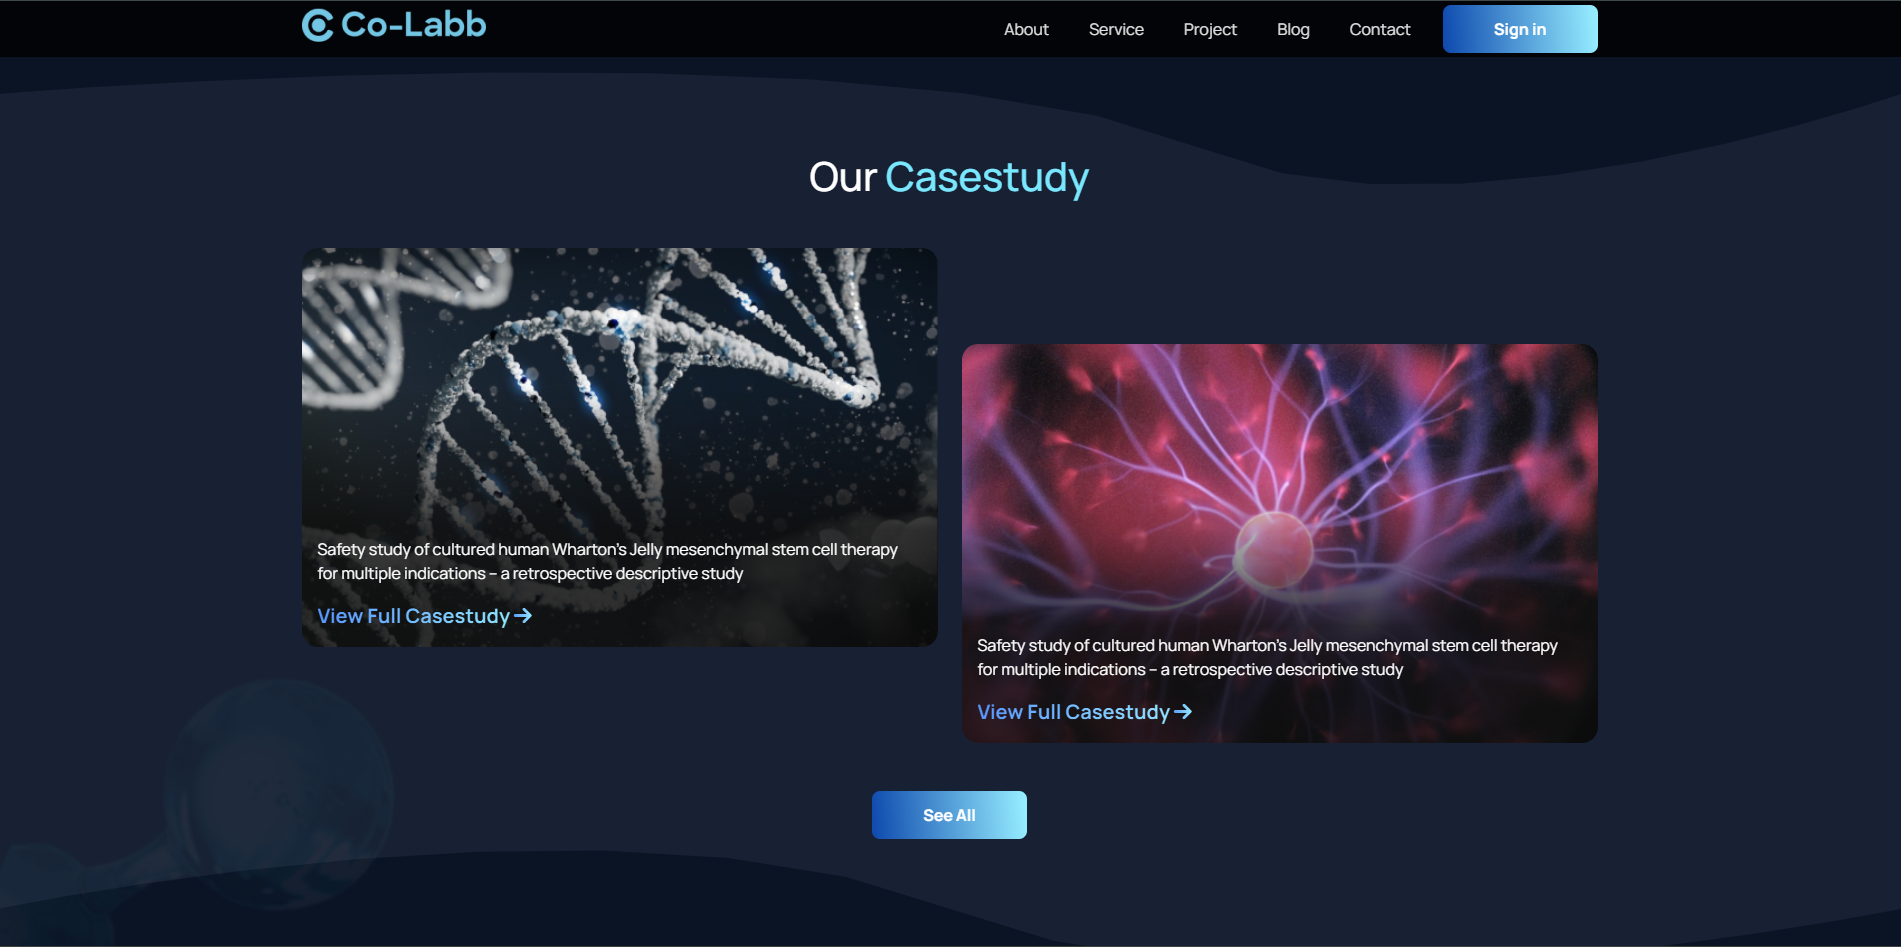 Co-Labb
About
Service
Project
Blog
Contact
Sign in
Our Casestudy
Safety study of cultured human Wharton's Jelly mesenchymal stem cell therapy
for multiple indications – a retrospective descriptive study
View Full Casestudy →
Safety study of cultured human Wharton's Jelly mesenchymal stem cell therapy
for multiple indications – a retrospective descriptive study
View Full Casestudy →
See All